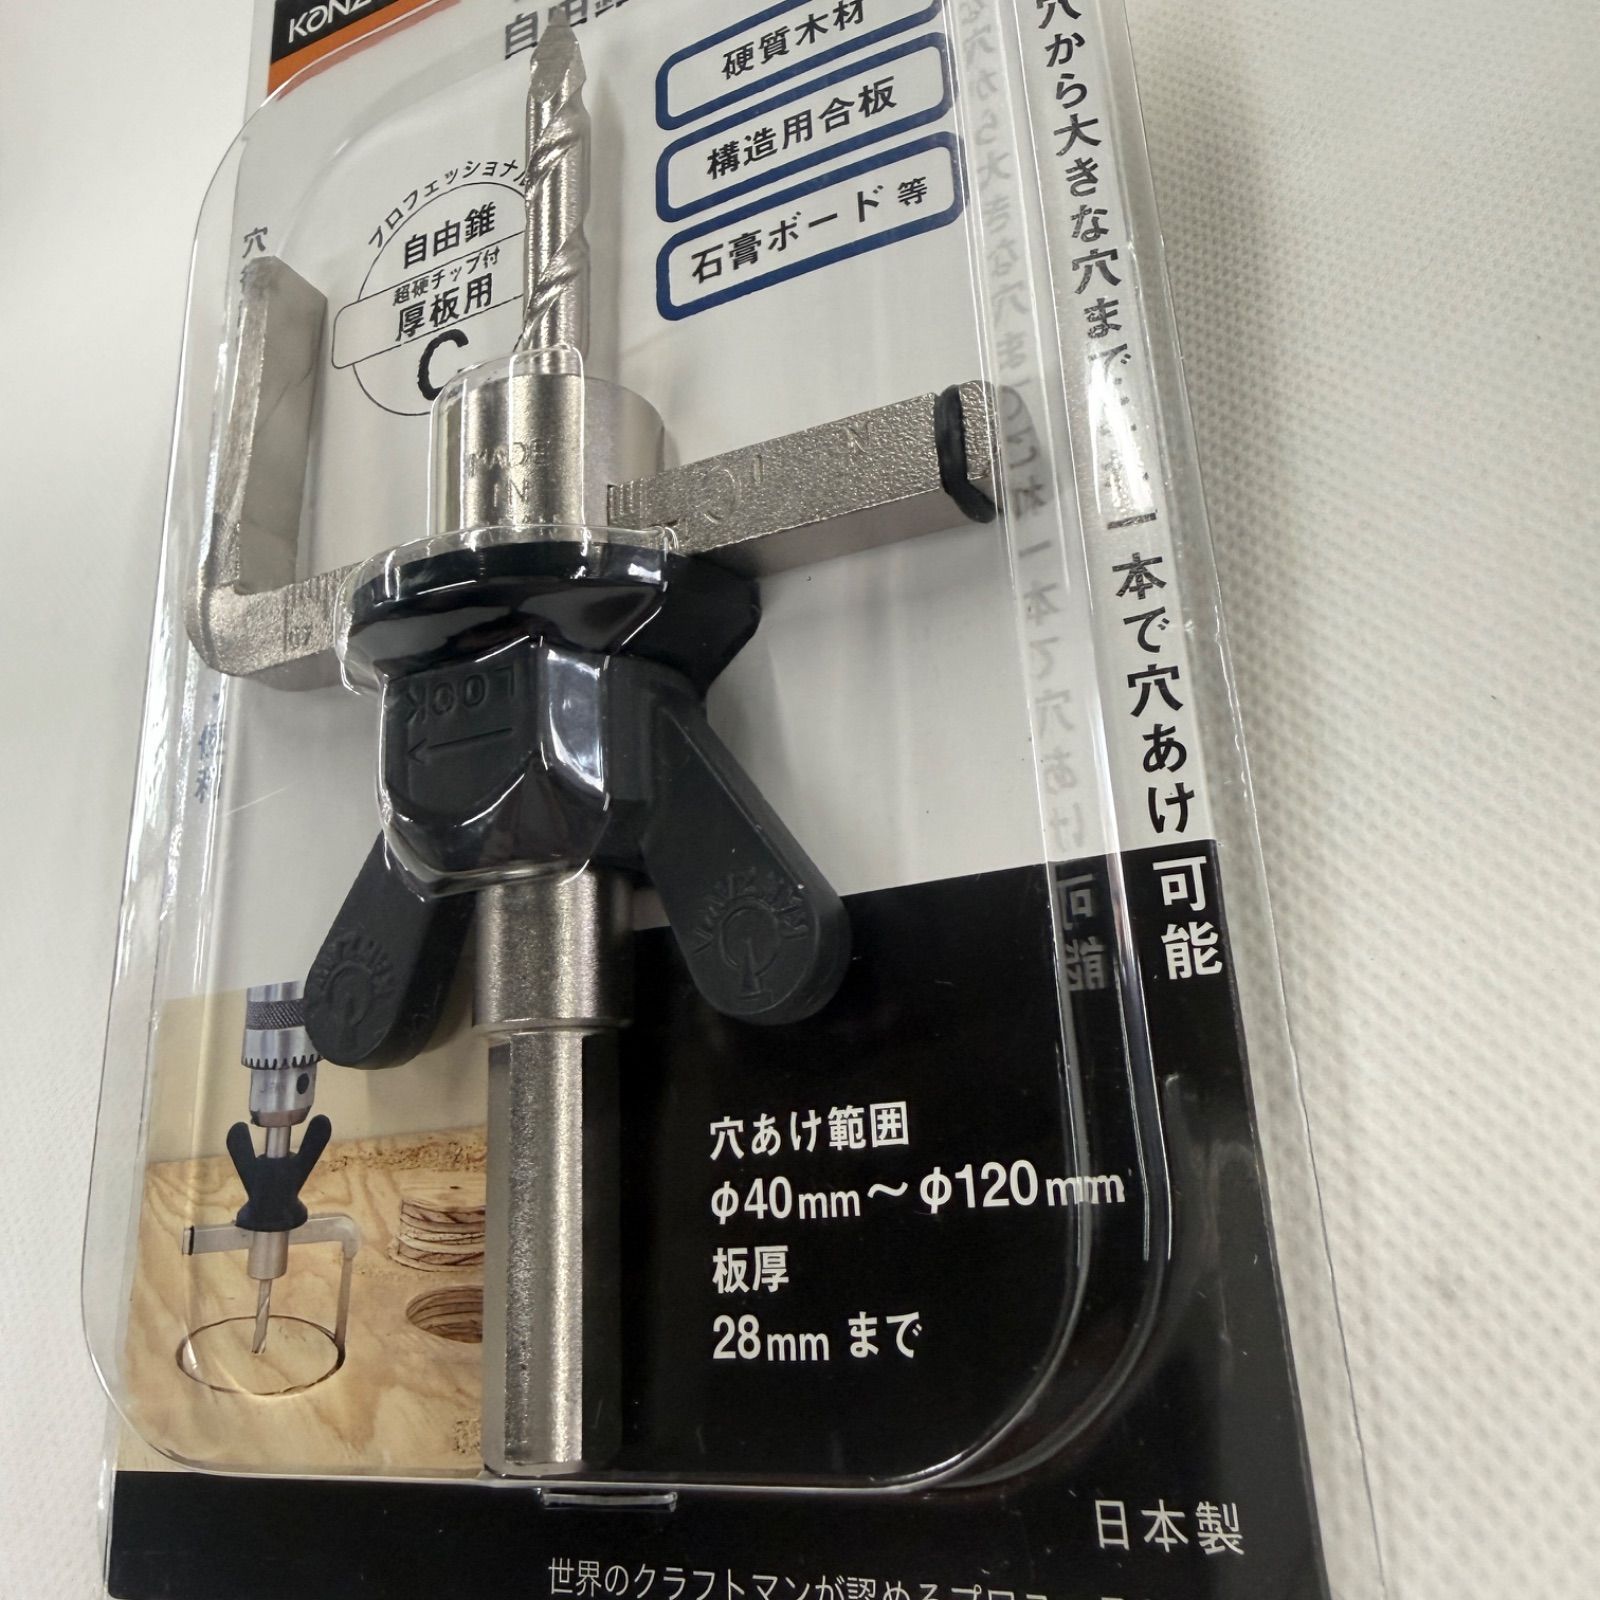 自由錐
硬質木材
構造用合板
石膏ボード 等
プロフェッショナル
自由錐
超硬チップ付
厚板用
C
穴から大きな穴まで
一本で穴あけ可能
MADE
IN
LOCK
穴あけ範囲
φ40mm～φ120mm
板厚
28mm まで
日本製
世界のクラフトマンが認めるプロ